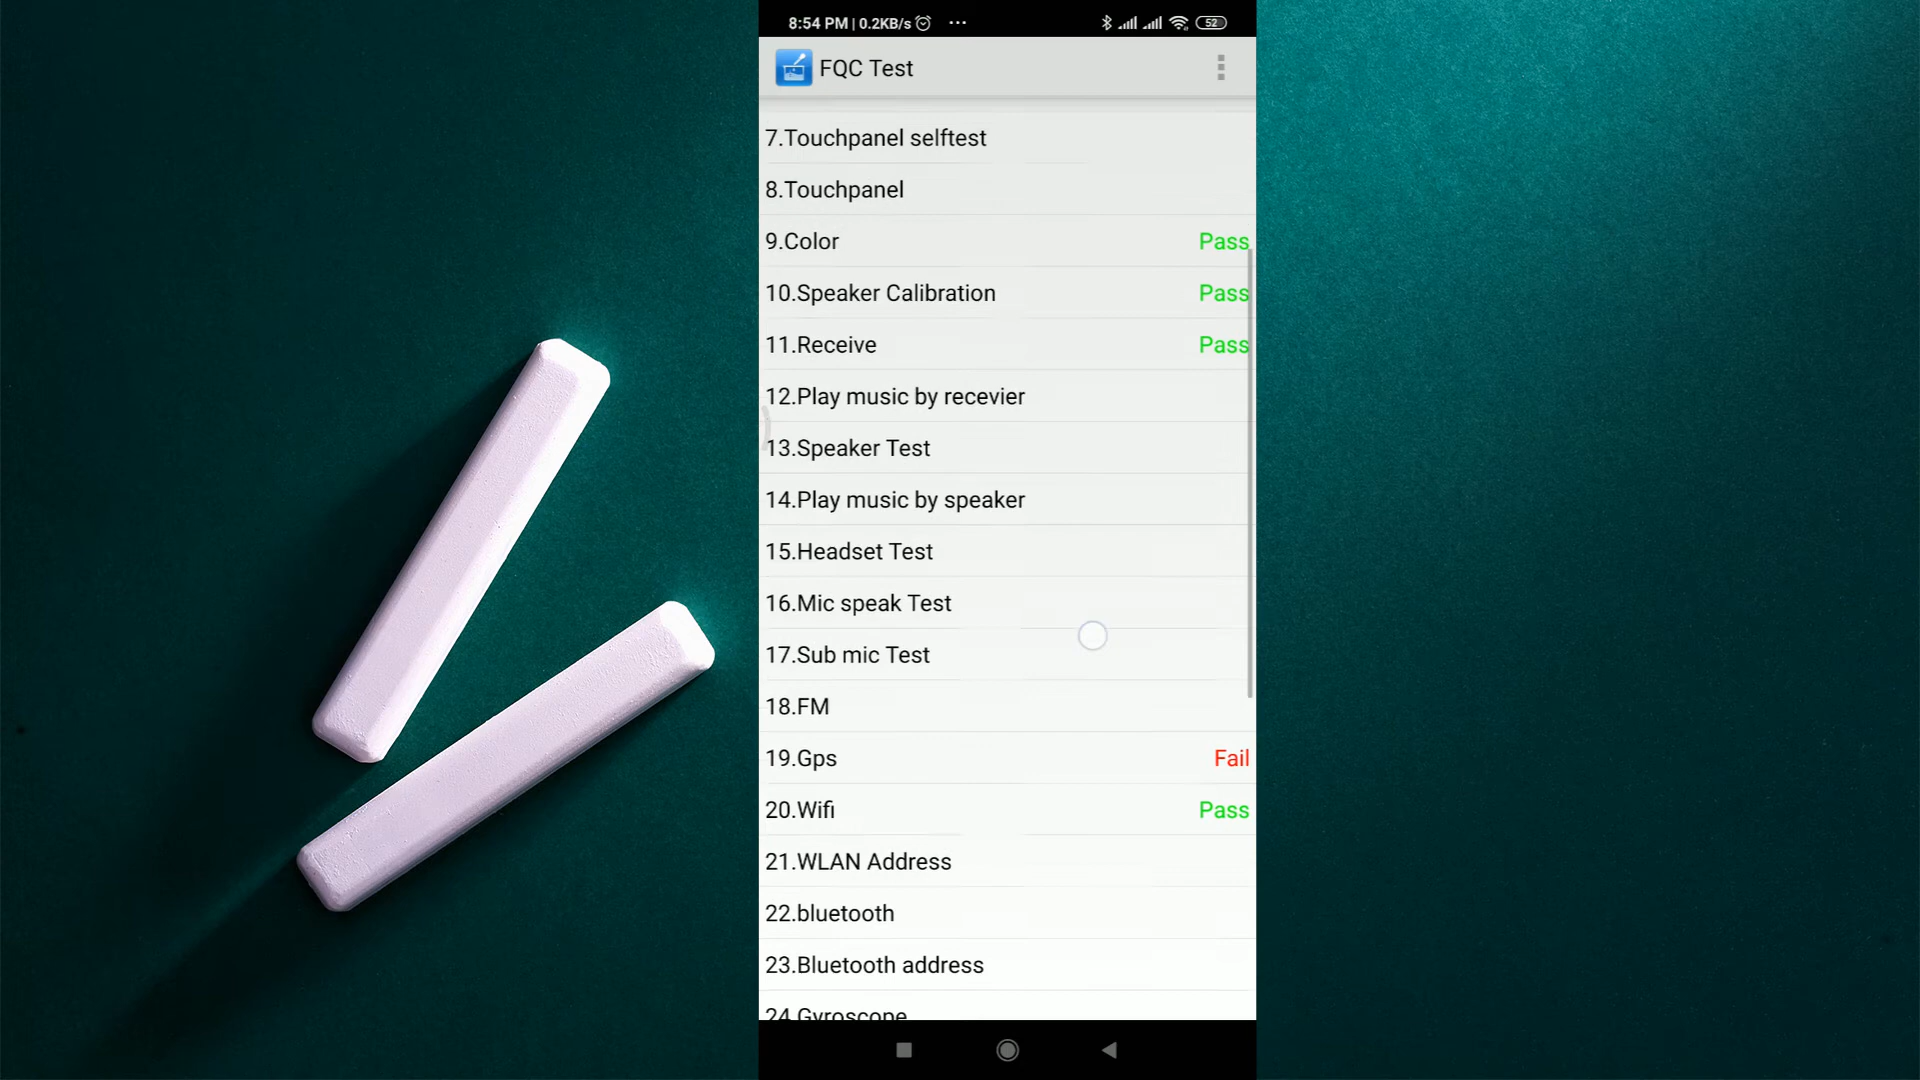 8:54 PM | 0.2KB/s ... 52
FQC Test
7.Touchpanel selftest
8.Touchpanel
9.Color Pass
10.Speaker Calibration Pass
11.Receive Pass
12.Play music by recevier
13.Speaker Test
14.Play music by speaker
15.Headset Test
16.Mic speak Test
17.Sub mic Test
18.FM
19.Gps Fail
20.Wifi Pass
21.WLAN Address
22.bluetooth
23.Bluetooth address
24.Gyroscope